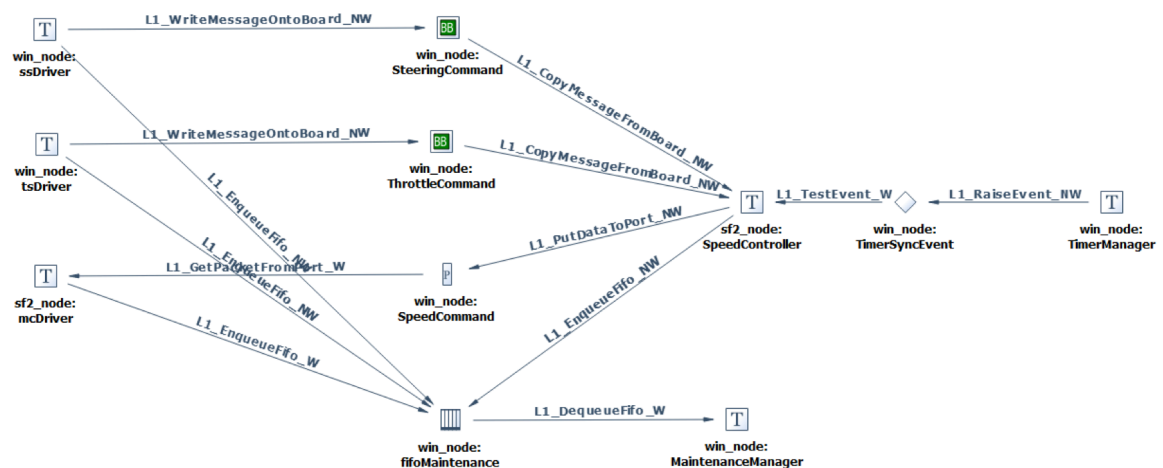 T
L1_WriteMessageOntoBoard_NW
BB
win_node:
ssDriver
win_node:
SteeringCommand
L1_CopyMessageFromBoard_NW
T
L1_WriteMessageOntoBoard_NW
BB
win_node:
tsDriver
win_node:
ThrottleCommand
L1_CopyMessageFromBoard_NW
L1_EnqueueFifo_NW
T
L1_TestEvent_W
L1_RaiseEvent_NW
T
sf2_node:
SpeedController
win_node:
TimerSyncEvent
win_node:
TimerManager
L1_PutDataToPort_NW
L1_EnqueueFifo_NW
T
L1_GetPacketFromPort_W
P
sf2_node:
mcDriver
win_node:
SpeedCommand
L1_EnqueueFifo_NW
L1_EnqueueFifo_W
L1_DequeueFifo_W
T
win_node:
fifoMaintenance
win_node:
MaintenanceManager